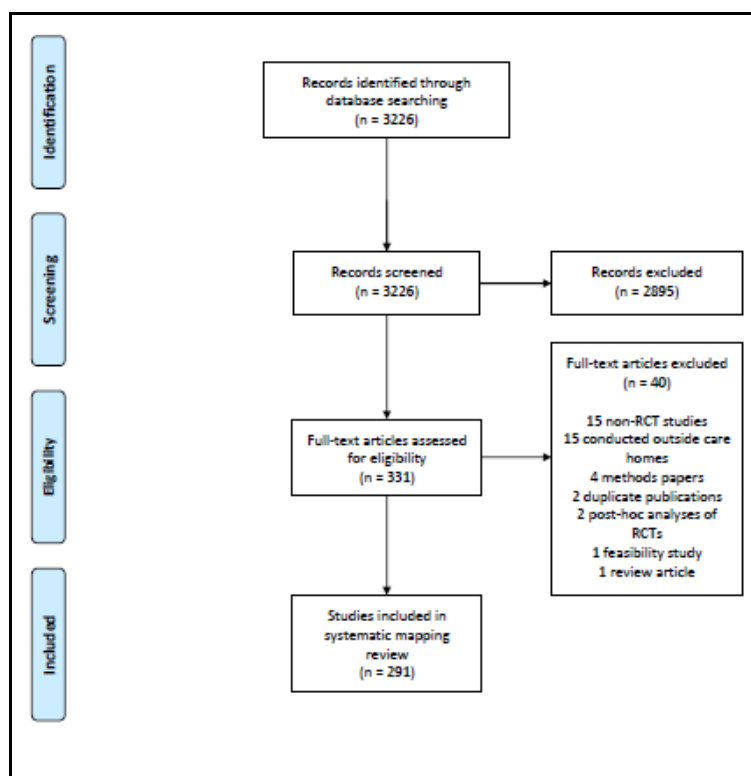 Identification
Records identified through
database searching
(n = 3226)
Screening
Records screened
(n = 3226)
Records excluded
(n = 2895)
Eligibility
Full-text articles assessed
for eligibility
(n = 331)
Full-text articles excluded
(n = 40)
15 non-RCT studies
15 conducted outside care
homes
4 methods papers
2 duplicate publications
2 post-hoc analyses of
RCTs
1 feasibility study
1 review article
Included
Studies included in
systematic mapping
review
(n = 291)